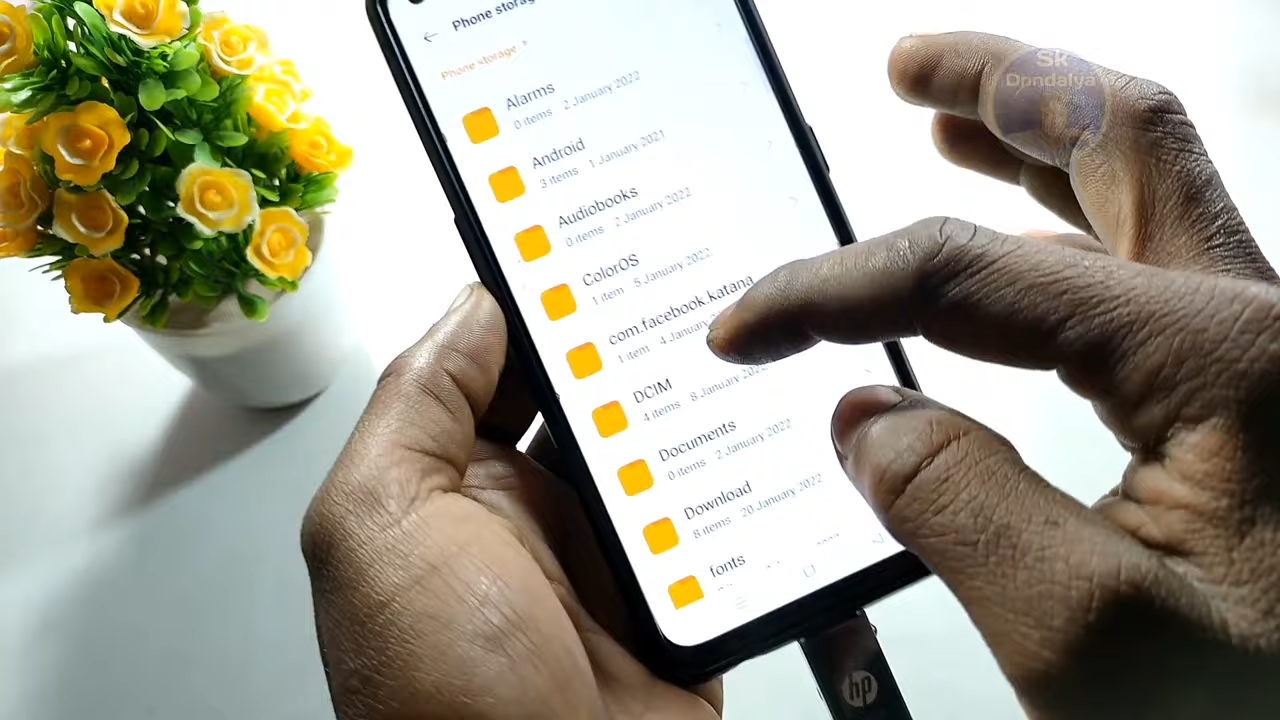 Phone storag
Phone storage
Alarms
0 items 2 January 2022
Android
3 items 1 January 2021
Audiobooks
0 items 2 January 2022
ColorOS
1 item 5 January 2022
com.facebook.katana
1 item 4 January
DCIM
4 items 8 January 2022
Documents
0 items 2 January 2022
Download
8 items 20 January 2022
fonts
Sk
Dondalya
hp